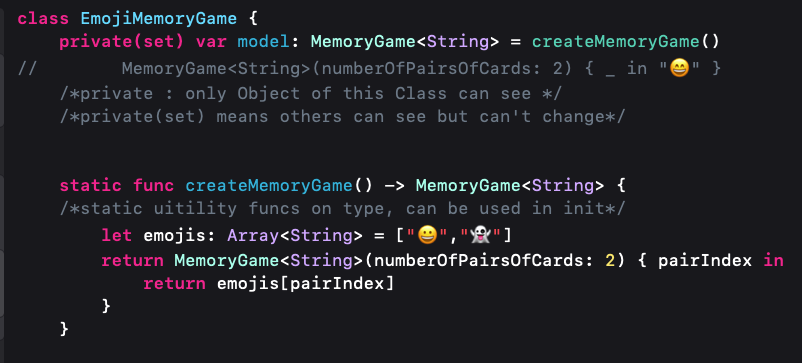 class EmojiMemoryGame {
    private(set) var model: MemoryGame<String> = createMemoryGame()
//        MemoryGame<String>(numberOfPairsOfCards: 2) { _ in "😄" }
    /*private : only Object of this Class can see */
    /*private(set) means others can see but can't change*/
    static func createMemoryGame() -> MemoryGame<String> {
    /*static uitility funcs on type, can be used in init*/
        let emojis: Array<String> = ["😀","👻"]
        return MemoryGame<String>(numberOfPairsOfCards: 2) { pairIndex in
            return emojis[pairIndex]
        }
    }